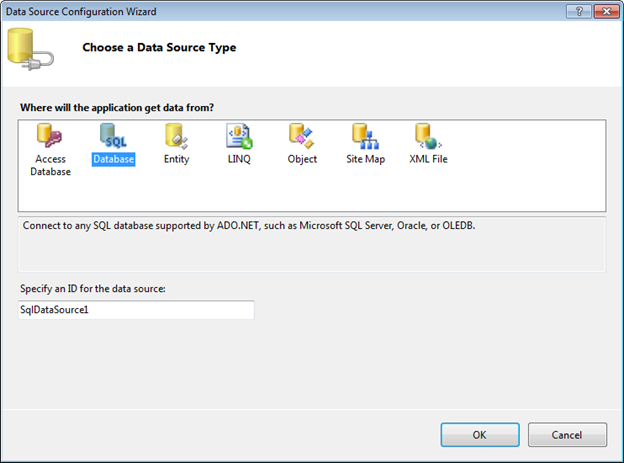 Data Source Configuration Wizard
?
Choose a Data Source Type
Where will the application get data from?
SQL
Access Database
Database
Entity
LINQ
Object
Site Map
XML File
Connect to any SQL database supported by ADO.NET, such as Microsoft SQL Server, Oracle, or OLEDB.
Specify an ID for the data source:
SqlDataSource1
OK
Cancel